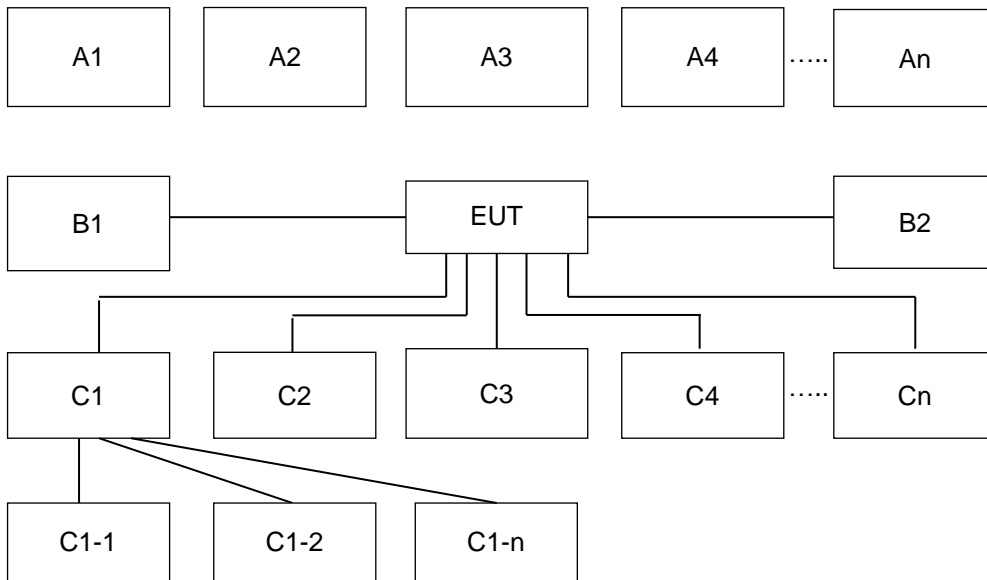 A1 A2 A3 A4 ..... An
B1 EUT B2
C1 C2 C3 C4 ..... Cn
C1-1 C1-2 C1-n